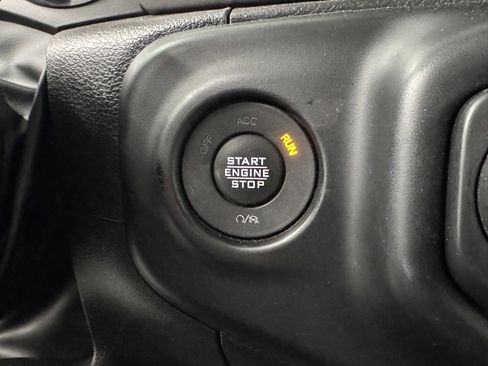 ACC
OFF
RUN
START
ENGINE
STOP